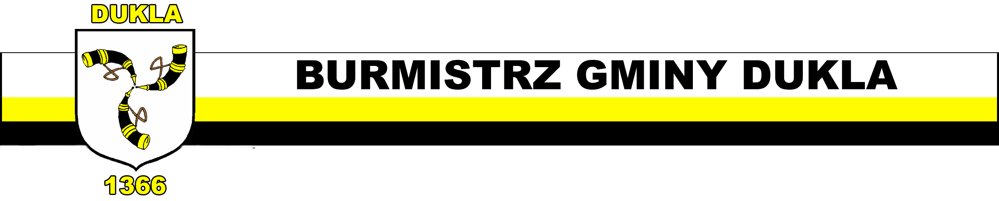 DUKLA
BURMISTRZ GMINY DUKLA
1366